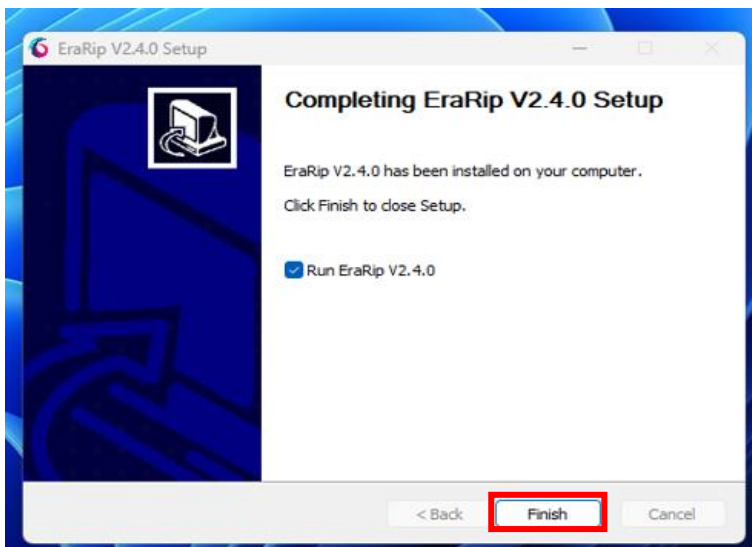 EraRip V2.4.0 Setup
Completing EraRip V2.4.0 Setup
EraRip V2.4.0 has been installed on your computer.
Click Finish to close Setup.
Run EraRip V2.4.0
< Back Finish Cancel